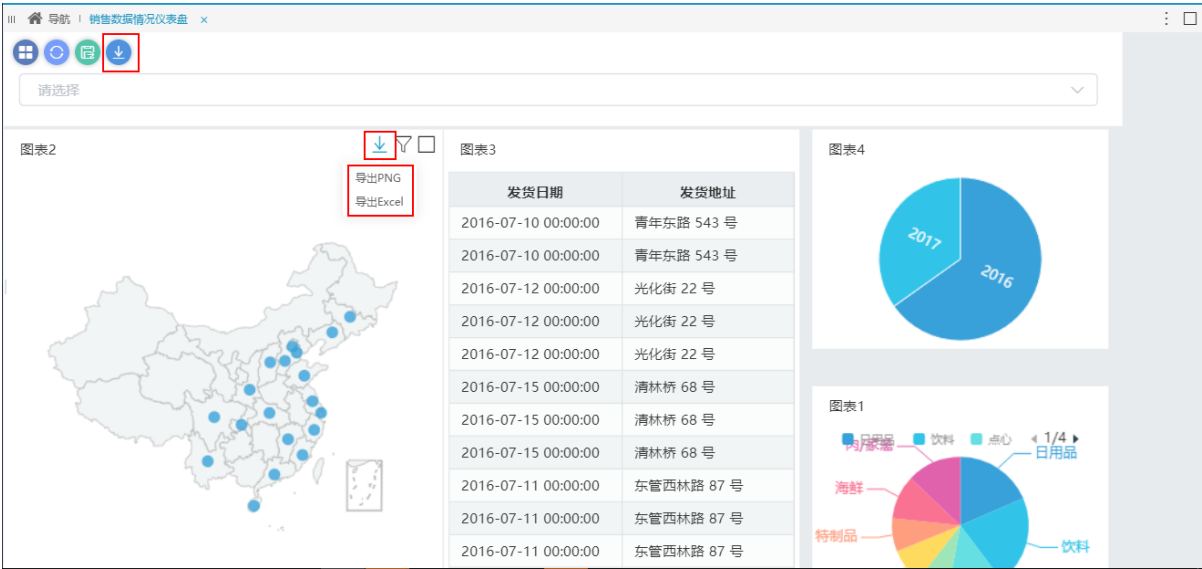 导航 | 销售数据情况仪表盘 ×
请选择
图表2
导出PNG
导出Excel
图表3
发货日期 发货地址
2016-07-10 00:00:00 青年东路 543 号
2016-07-10 00:00:00 青年东路 543 号
2016-07-12 00:00:00 光化街 22 号
2016-07-12 00:00:00 光化街 22 号
2016-07-12 00:00:00 光化街 22 号
2016-07-15 00:00:00 清林桥 68 号
2016-07-15 00:00:00 清林桥 68 号
2016-07-15 00:00:00 清林桥 68 号
2016-07-11 00:00:00 东管西林路 87 号
2016-07-11 00:00:00 东管西林路 87 号
2016-07-11 00:00:00 东管西林路 87 号
图表4
2017
2016
图表1
日用品 饮料 点心 1/4
肉/家禽
日用品
海鲜
特制品
饮料